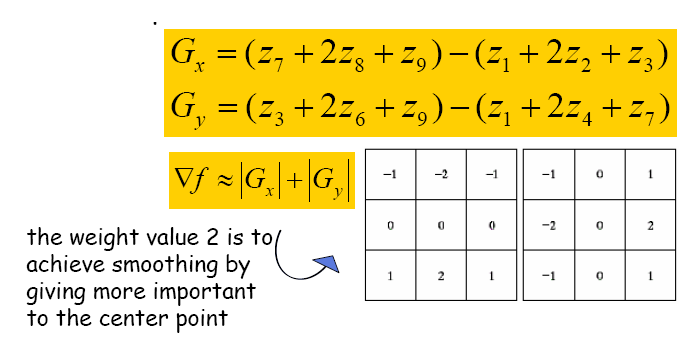 .
Gₓ = (z₇ + 2z₈ + z₉) − (z₁ + 2z₂ + z₃)
Gᵧ = (z₃ + 2z₆ + z₉) − (z₁ + 2z₄ + z₇)
∇f ≈ |Gₓ| + |Gᵧ|
−1 −2 −1 −1 0 1
0 0 0 −2 0 2
1 2 1 −1 0 1
the weight value 2 is to
achieve smoothing by
giving more important
to the center point